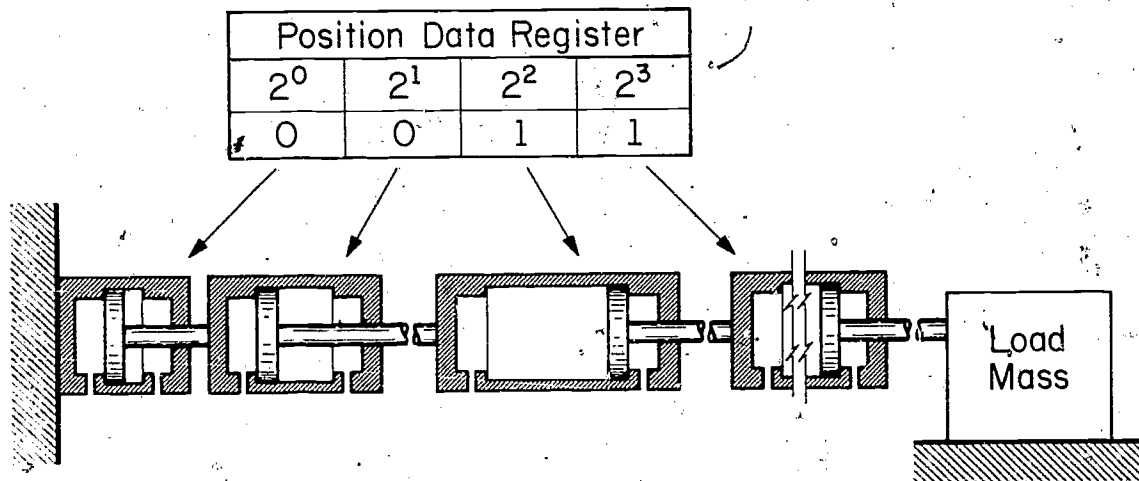 Position Data Register
2⁰ 2¹ 2² 2³
0 0 1 1
Load
Mass